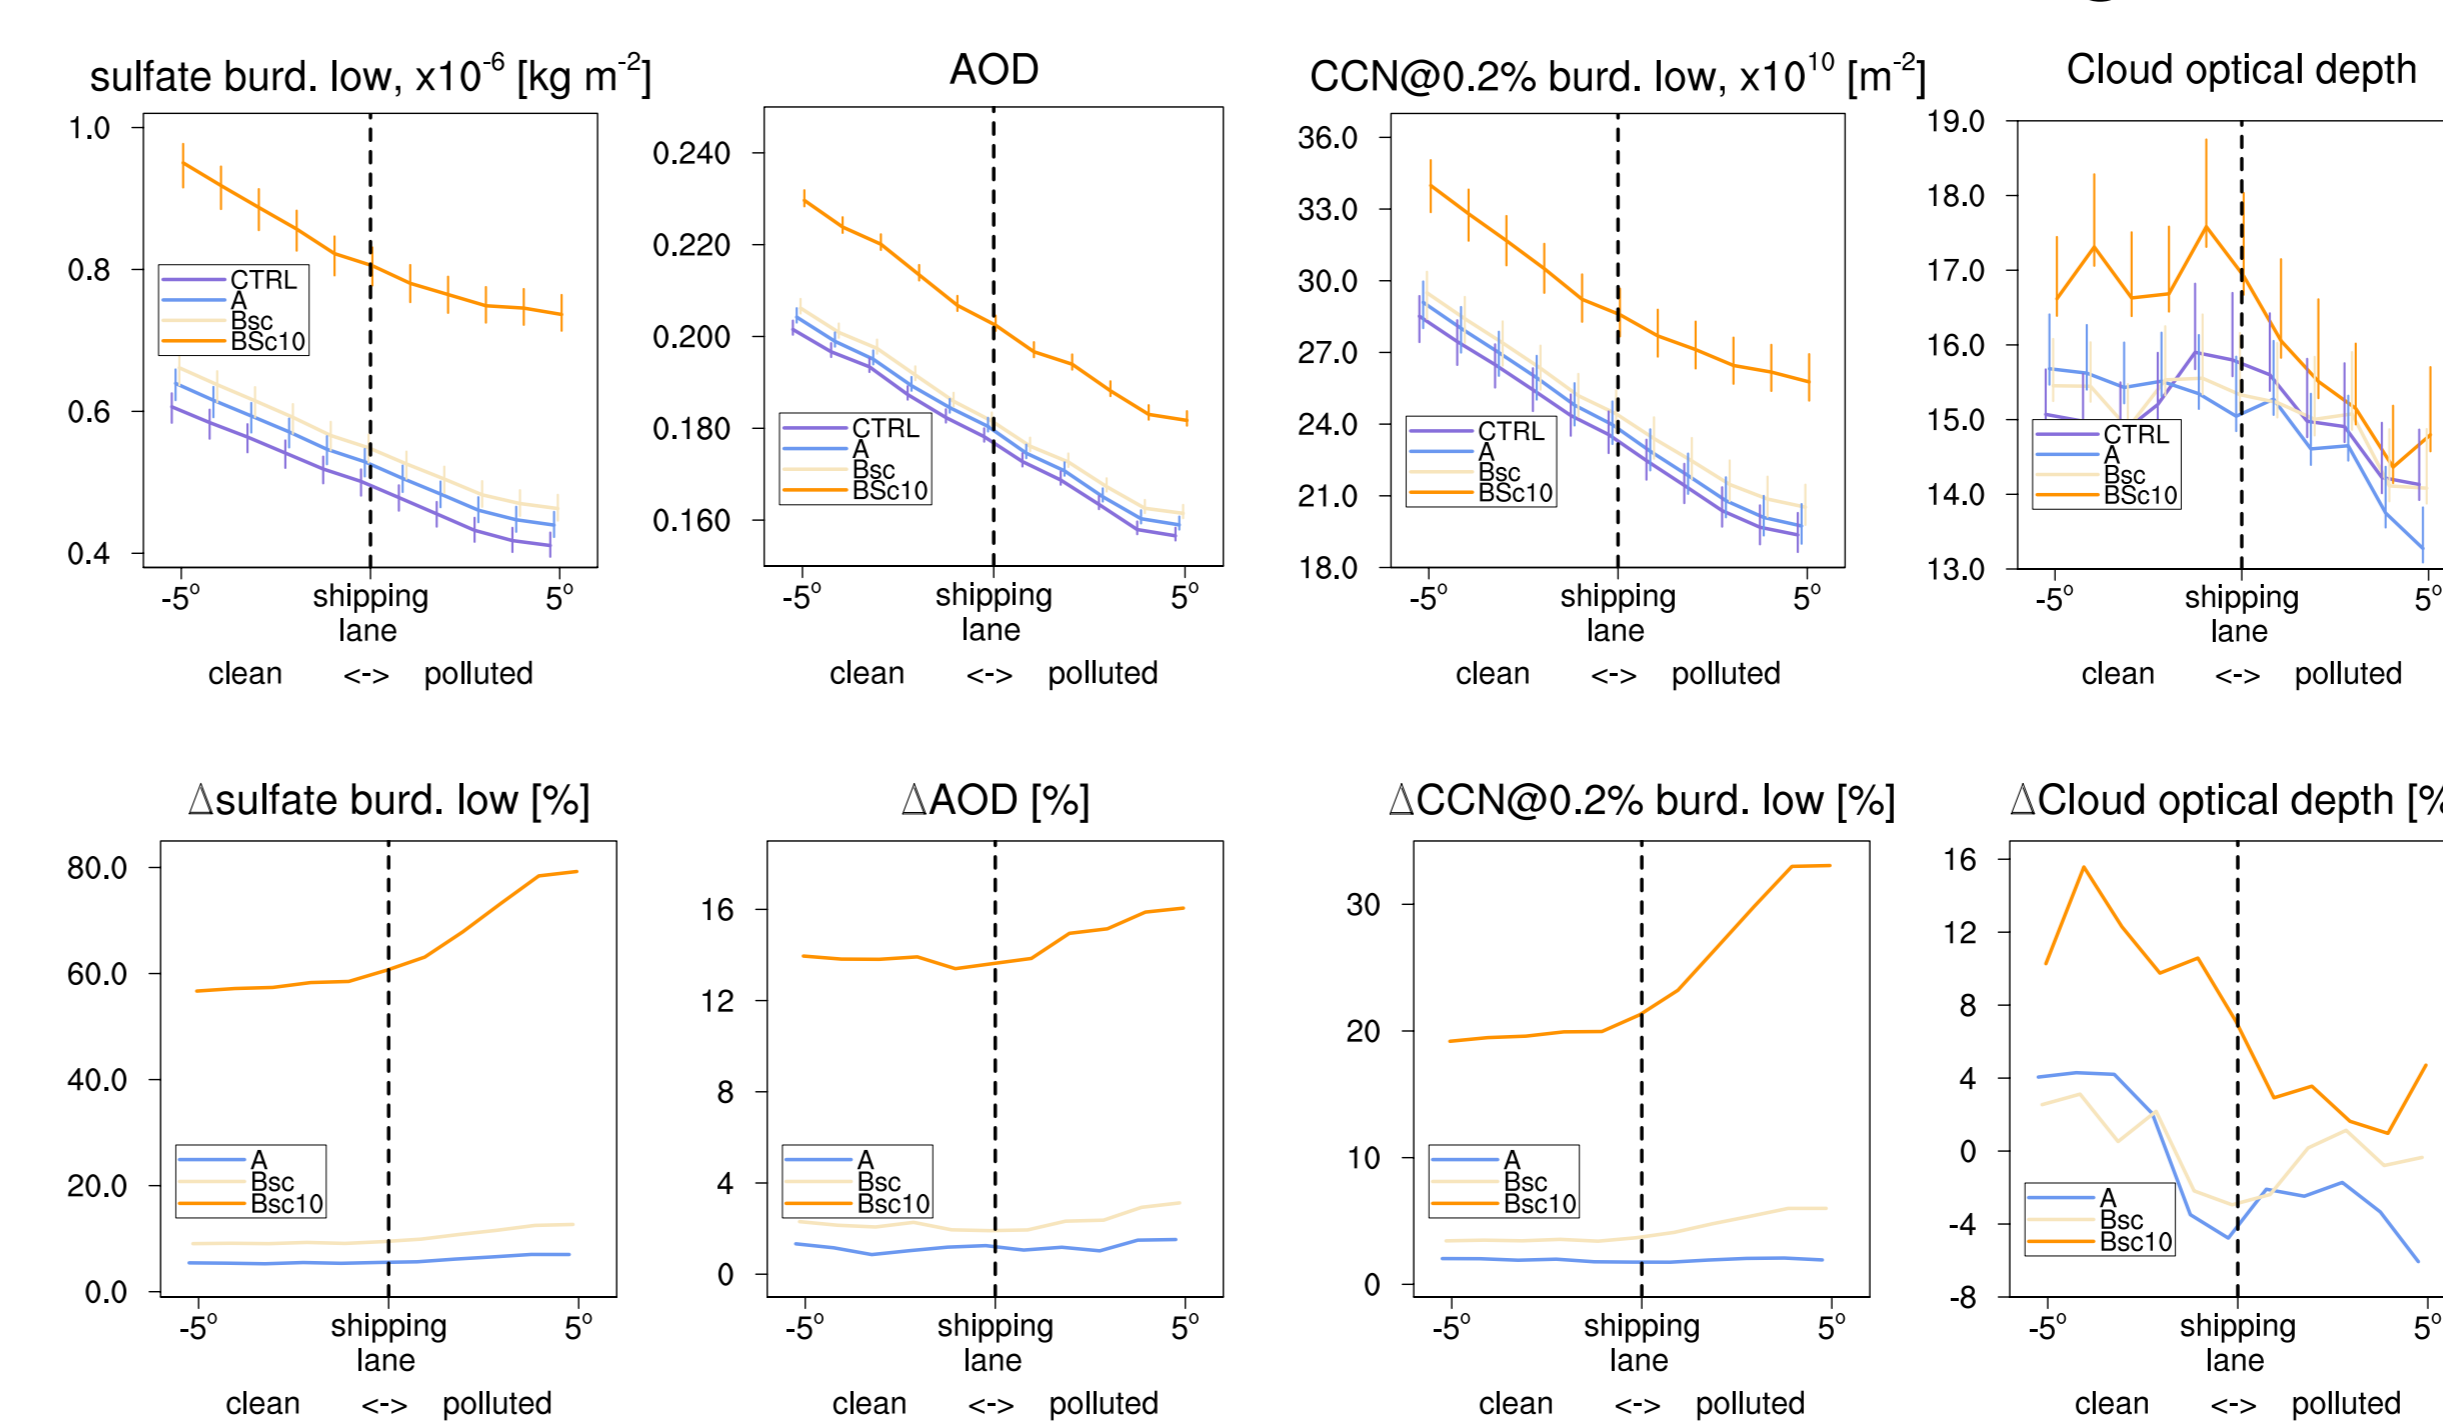 sulfate burd. low, x10⁻⁶ [kg m⁻²]
1.0
0.8
0.6
0.4
CTRL
A
Bsc
BSc10
-5°
shipping
lane
5°
clean <-> polluted
AOD
0.240
0.220
0.200
0.180
0.160
CTRL
A
Bsc
BSc10
-5°
shipping
lane
5°
clean <-> polluted
CCN@0.2% burd. low, x10¹⁰ [m⁻²]
36.0
33.0
30.0
27.0
24.0
21.0
18.0
CTRL
A
Bsc
BSc10
-5°
shipping
lane
5°
clean <-> polluted
Cloud optical depth
19.0
18.0
17.0
16.0
15.0
14.0
13.0
CTRL
A
Bsc
BSc10
-5°
shipping
lane
5°
clean <-> polluted
Δsulfate burd. low [%]
80.0
60.0
40.0
20.0
0.0
A
Bsc
Bsc10
-5°
shipping
lane
5°
clean <-> polluted
ΔAOD [%]
16
12
8
4
0
A
Bsc
Bsc10
-5°
shipping
lane
5°
clean <-> polluted
ΔCCN@0.2% burd. low [%]
30
20
10
0
A
Bsc
Bsc10
-5°
shipping
lane
5°
clean <-> polluted
ΔCloud optical depth [%
16
12
8
4
0
-4
-8
A
Bsc
Bsc10
-5°
shipping
lane
5°
clean <-> polluted